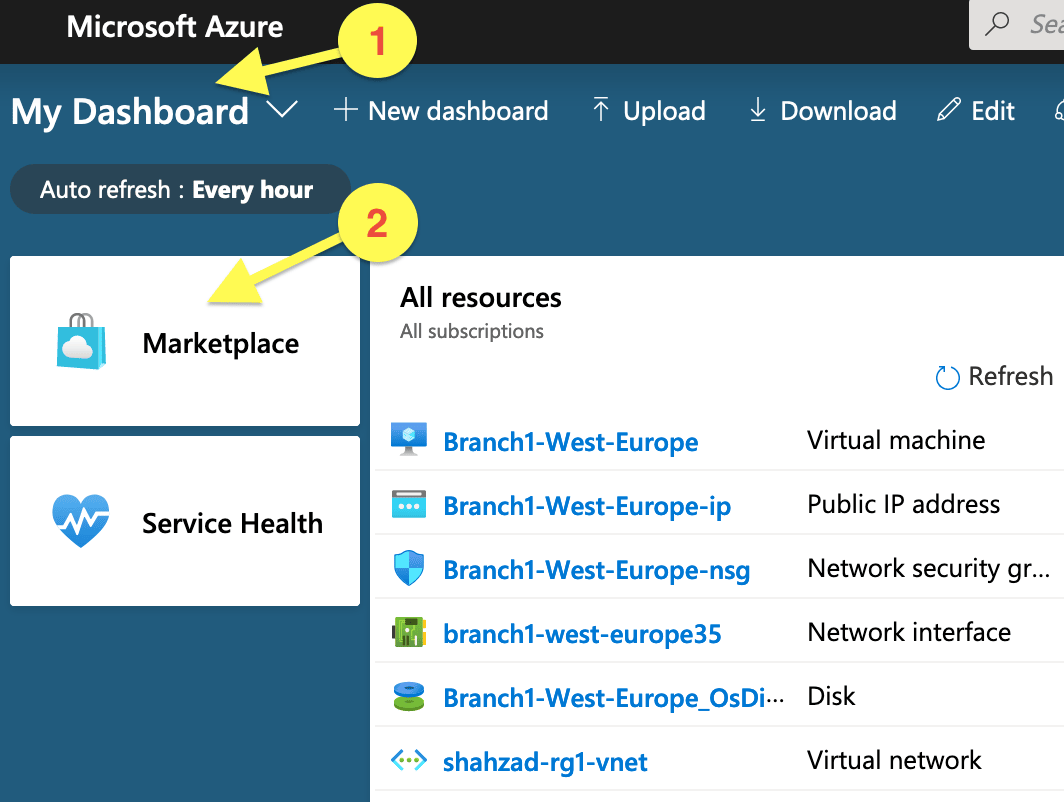 Microsoft Azure
1
My Dashboard
New dashboard
Upload
Download
Edit
Auto refresh : Every hour
2
Marketplace
Service Health
All resources
All subscriptions
Refresh
Branch1-West-Europe Virtual machine
Branch1-West-Europe-ip Public IP address
Branch1-West-Europe-nsg Network security gr...
branch1-west-europe35 Network interface
Branch1-West-Europe_OsDi... Disk
shahzad-rg1-vnet Virtual network